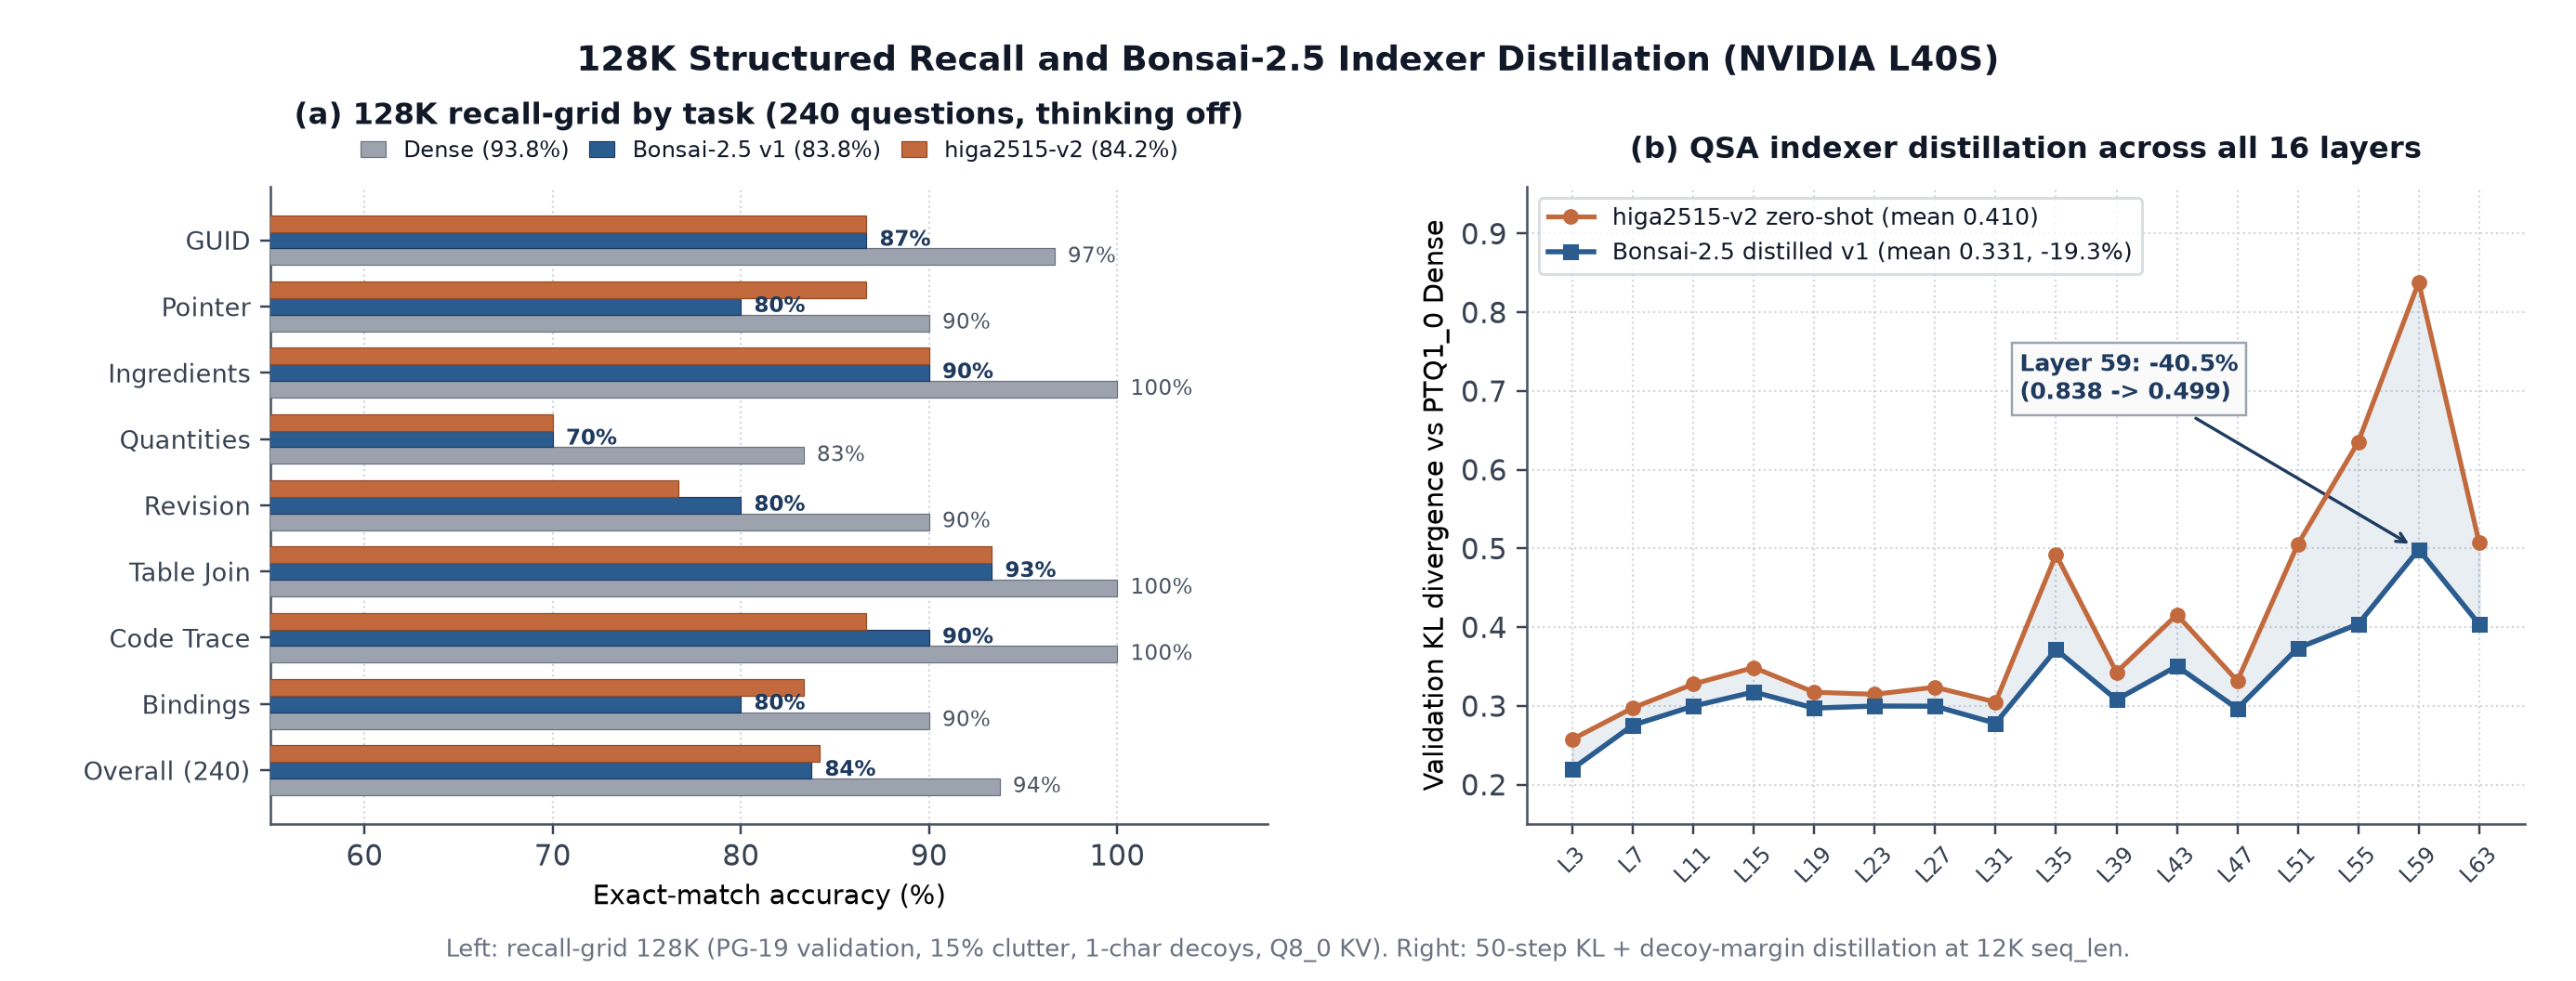 128K Structured Recall and Bonsai-2.5 Indexer Distillation (NVIDIA L40S)
(a) 128K recall-grid by task (240 questions, thinking off)
Dense (93.8%) Bonsai-2.5 v1 (83.8%) higa2515-v2 (84.2%)
GUID
87%
97%
Pointer
80%
90%
Ingredients
90%
100%
Quantities
70%
83%
Revision
80%
90%
Table Join
93%
100%
Code Trace
90%
100%
Bindings
80%
90%
Overall (240)
84%
94%
60 70 80 90 100
Exact-match accuracy (%)
(b) QSA indexer distillation across all 16 layers
higa2515-v2 zero-shot (mean 0.410)
Bonsai-2.5 distilled v1 (mean 0.331, -19.3%)
Validation KL divergence vs PTQ1_0 Dense
0.9
0.8
0.7
0.6
0.5
0.4
0.3
0.2
Layer 59: -40.5%
(0.838 -> 0.499)
L3 L7 L11 L15 L19 L23 L27 L31 L35 L39 L43 L47 L51 L55 L59 L63
Left: recall-grid 128K (PG-19 validation, 15% clutter, 1-char decoys, Q8_0 KV). Right: 50-step KL + decoy-margin distillation at 12K seq_len.